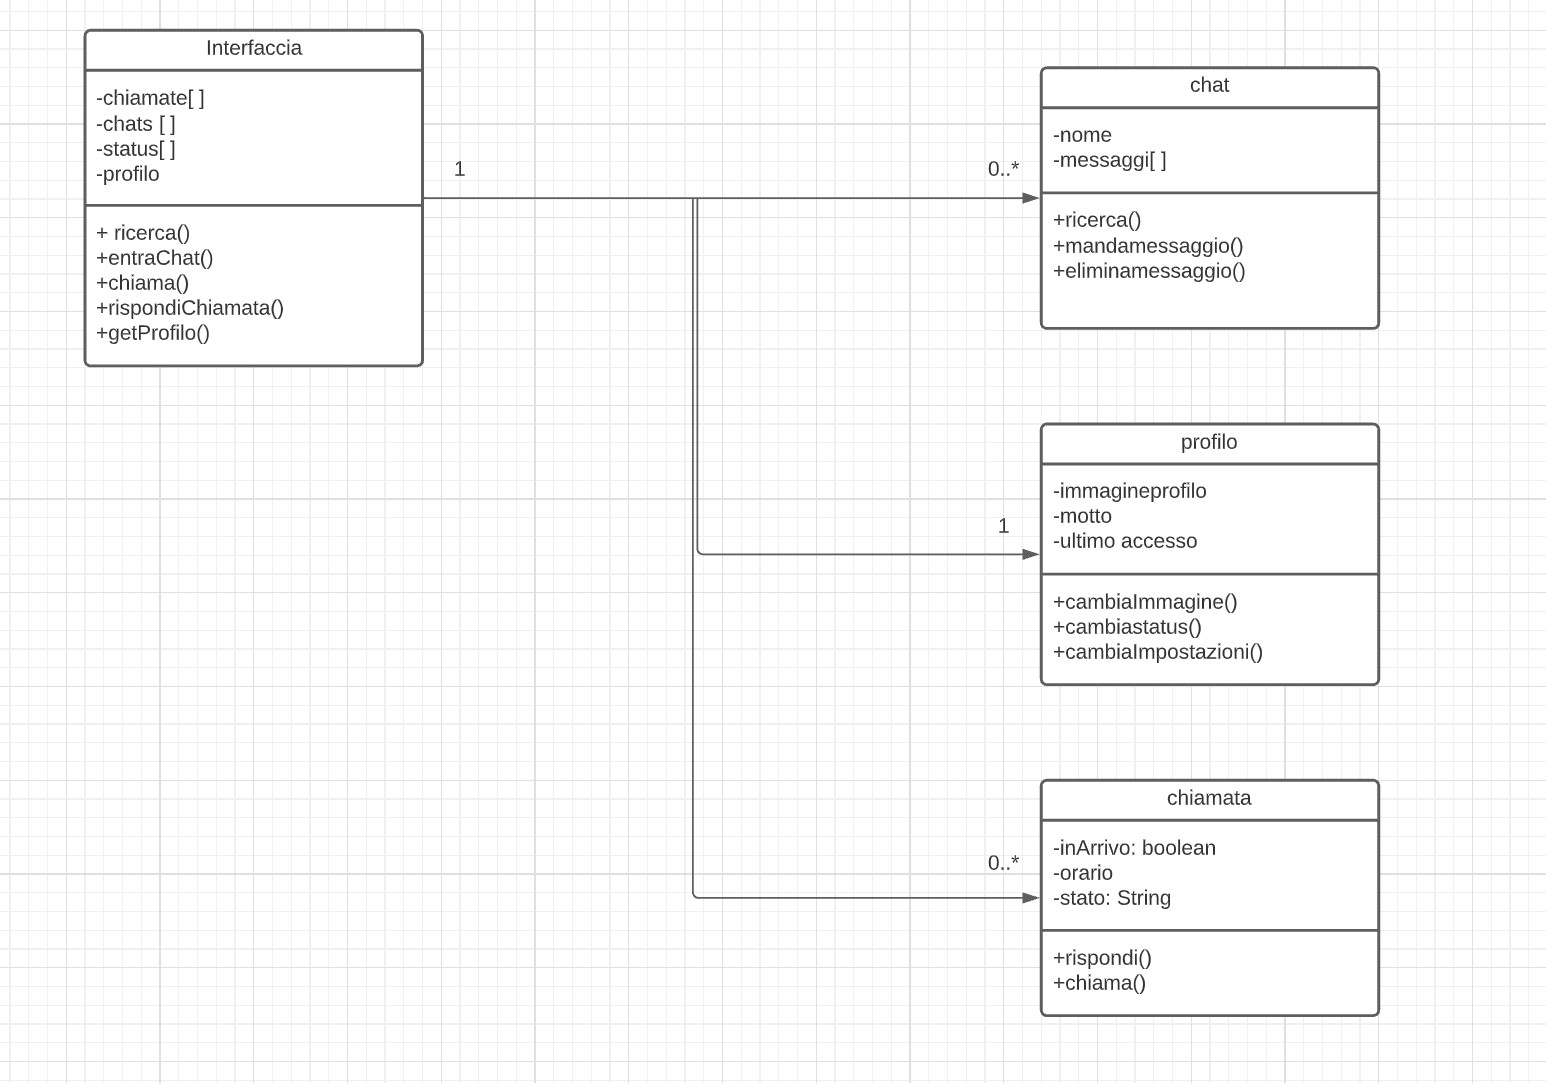 Interfaccia
-chiamate[ ]
-chats [ ]
-status[ ]
-profilo
+ ricerca()
+entraChat()
+chiama()
+rispondiChiamata()
+getProfilo()
1
0..*
chat
-nome
-messaggi[ ]
+ricerca()
+mandamessaggio()
+eliminamessaggio()
1
profilo
-immagineprofilo
-motto
-ultimo accesso
+cambiaImmagine()
+cambiastatus()
+cambiaImpostazioni()
0..*
chiamata
-inArrivo: boolean
-orario
-stato: String
+rispondi()
+chiama()